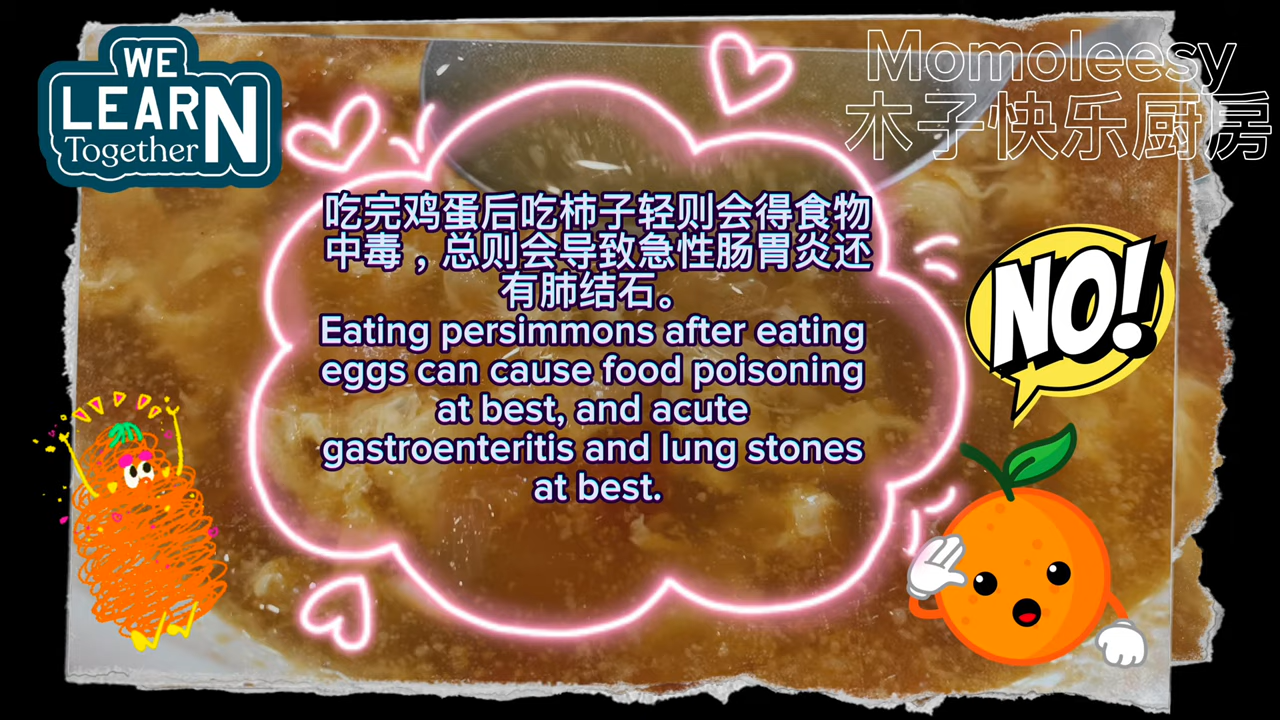 WE
LEARN
Together
Momoleesy
木子快乐厨房
吃完鸡蛋后吃柿子轻则会得食物
中毒，总则会导致急性肠胃炎还
有肺结石。
Eating persimmons after eating
eggs can cause food poisoning
at best, and acute
gastroenteritis and lung stones
at best.
NO!